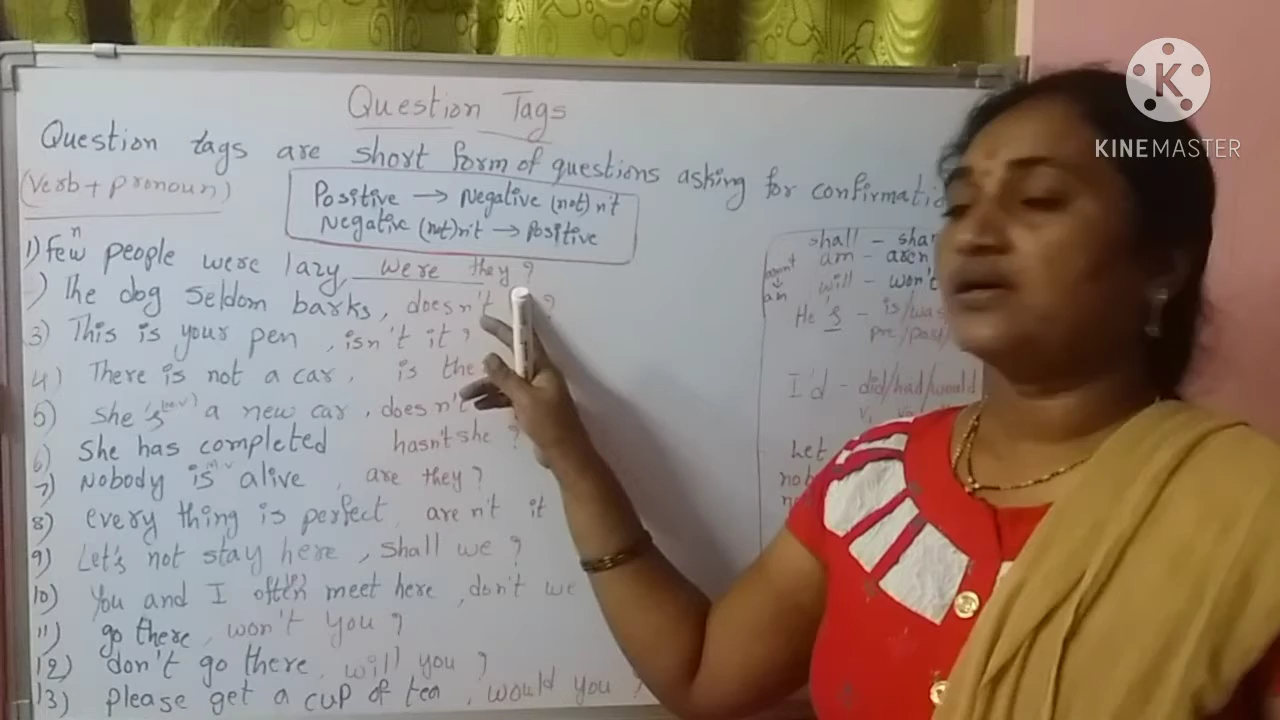 Question Tags
Question tags are short form of questions asking for confirmatio
(verb + pronoun)
Positive → Negative (not) n't
Negative (not) n't → Positive
1) few people were lazy were they?
n
) The dog seldom barks, doesn't ?
3) This is your pen , isn't it ?
4) There is not a car , is the
5) she's a new car , doesn't
6) She has completed hasn't she ?
7) Nobody is alive , are they ?
8) every thing is perfect, aren't it
9) Let's not stay here , shall we ?
10) You and I often meet here , don't we
11) go there , won't you ?
12) don't go there , will you ?
13) please get a cup of tea , would you ?
shall - shan
am - aren
will - won't
am
He's - is/was
I'd - did/had/would
Let
nob
KINEMASTER
K